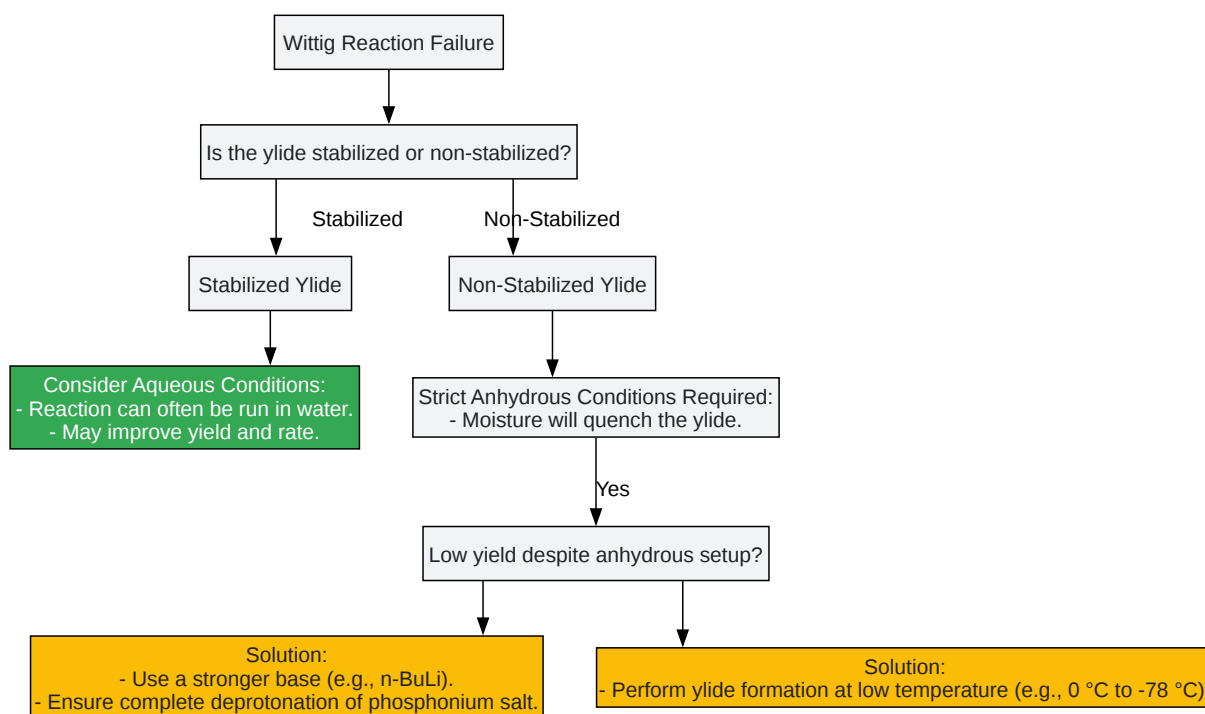 Wittig Reaction Failure
Is the ylide stabilized or non-stabilized?
Stabilized
Non-Stabilized
Stabilized Ylide
Non-Stabilized Ylide
Consider Aqueous Conditions:
- Reaction can often be run in water.
- May improve yield and rate.
Strict Anhydrous Conditions Required:
- Moisture will quench the ylide.
Yes
Low yield despite anhydrous setup?
Solution:
- Use a stronger base (e.g., n-BuLi).
- Ensure complete deprotonation of phosphonium salt.
Solution:
- Perform ylide formation at low temperature (e.g., 0 °C to -78 °C)